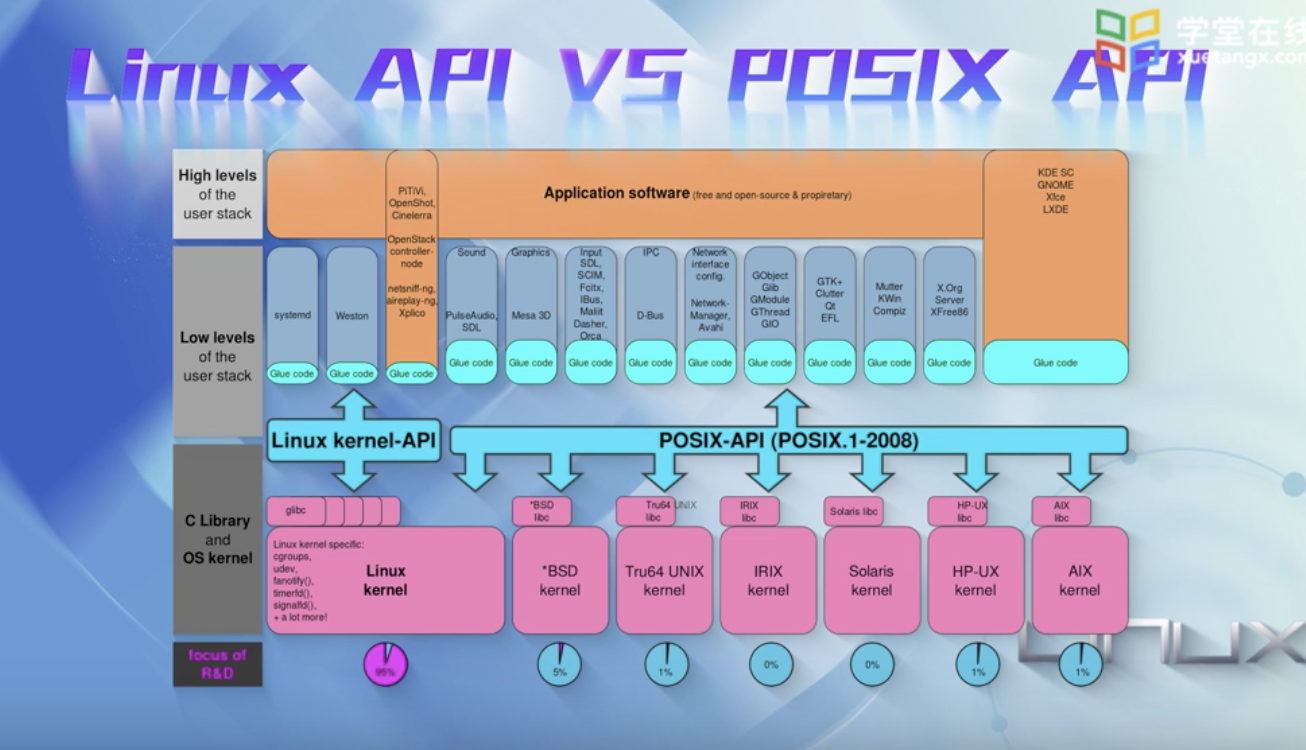 Linux API VS POSIX API
学堂在线
xuetangx.com
High levels
of the
user stack
Application software (free and open-source & propiretary)
PiTiVi,
OpenShot,
Cinelerra
OpenStack
controller-
node
netsniff-ng,
aireplay-ng,
Xplico
Glue code
KDE SC
GNOME
Xfce
LXDE
Glue code
Low levels
of the
user stack
systemd
Glue code
Weston
Glue code
Sound
PulseAudio,
SDL
Glue code
Graphics
Mesa 3D
Glue code
Input
SDL,
SCIM,
Fcitx,
IBus,
Maliit
Dasher,
Orca
Glue code
IPC
D-Bus
Glue code
Network
interface
config.
Network-
Manager,
Avahi
Glue code
GObject
Glib
GModule
GThread
GIO
Glue code
GTK+
Clutter
Qt
EFL
Glue code
Mutter
KWin
Compiz
Glue code
X.Org
Server
XFree86
Glue code
Linux kernel-API
POSIX-API (POSIX.1-2008)
C Library
and
OS kernel
glibc
Linux kernel specific:
cgroups,
udev,
fanotify(),
timerfd(),
signalfd(),
+ a lot more!
Linux
kernel
*BSD
libc
*BSD
kernel
Tru64 UNIX
libc
Tru64 UNIX
kernel
IRIX
libc
IRIX
kernel
Solaris libc
Solaris
kernel
HP-UX
libc
HP-UX
kernel
AIX
libc
AIX
kernel
focus of
R&D
95%
5%
1%
0%
0%
1%
1%